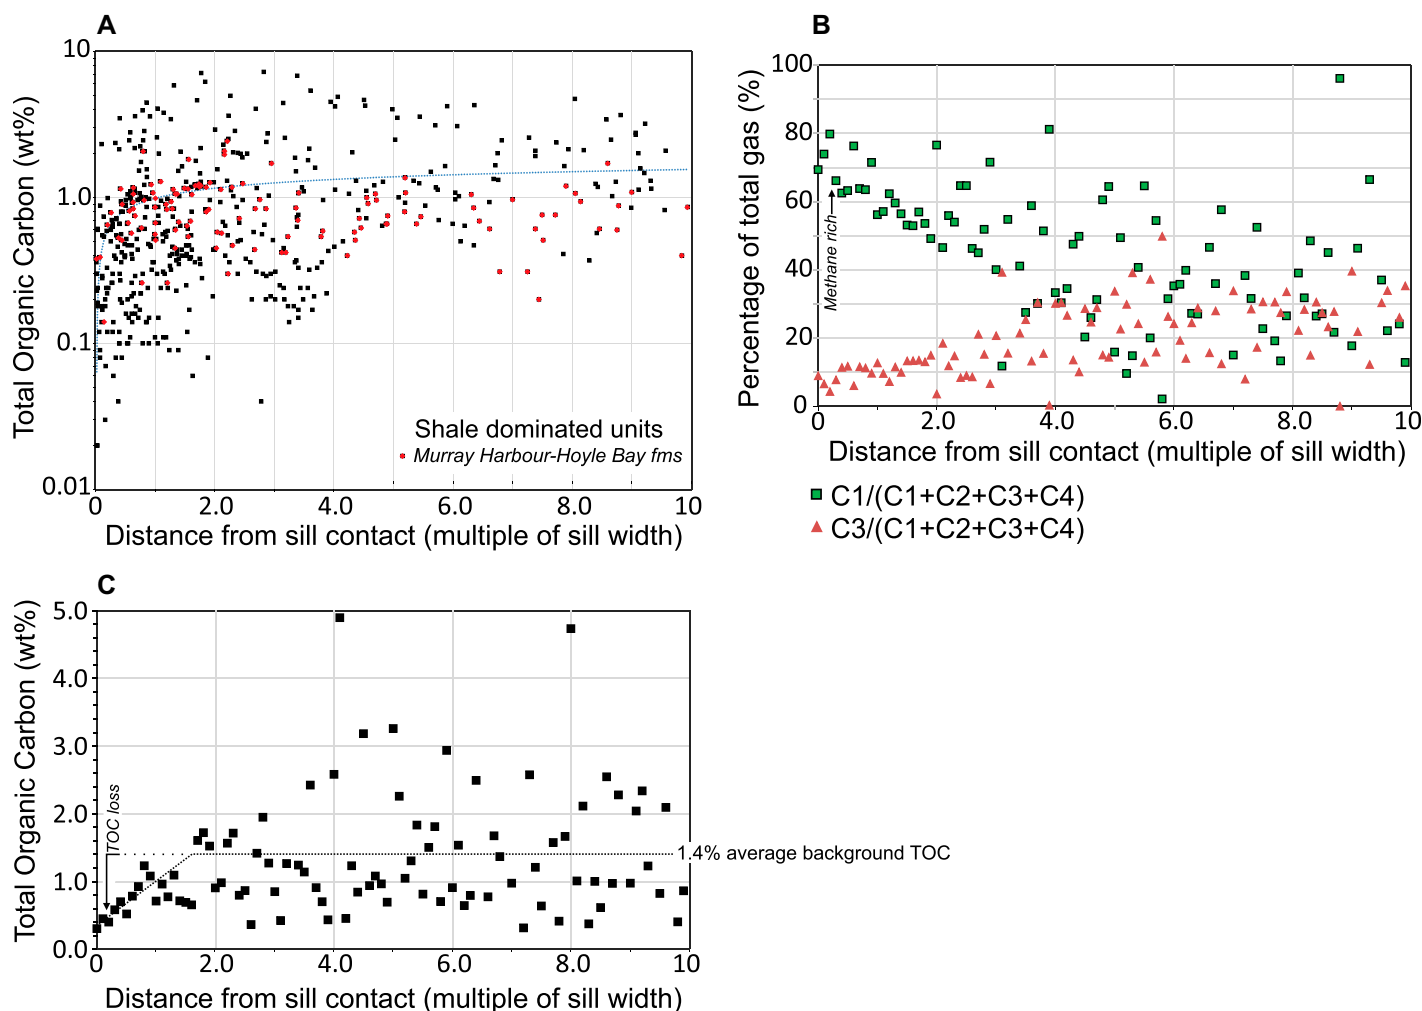 A
Total Organic Carbon (wt%)
10
1.0
0.1
0.01
0
2.0
4.0
6.0
8.0
10
Shale dominated units
Murray Harbour-Hoyle Bay fms
Distance from sill contact (multiple of sill width)
B
Percentage of total gas (%)
100
80
60
40
20
0
Methane rich
0
2.0
4.0
6.0
8.0
10
Distance from sill contact (multiple of sill width)
C1/(C1+C2+C3+C4)
C3/(C1+C2+C3+C4)
C
Total Organic Carbon (wt%)
5.0
4.0
3.0
2.0
1.0
0.0
TOC loss
1.4% average background TOC
0
2.0
4.0
6.0
8.0
10
Distance from sill contact (multiple of sill width)